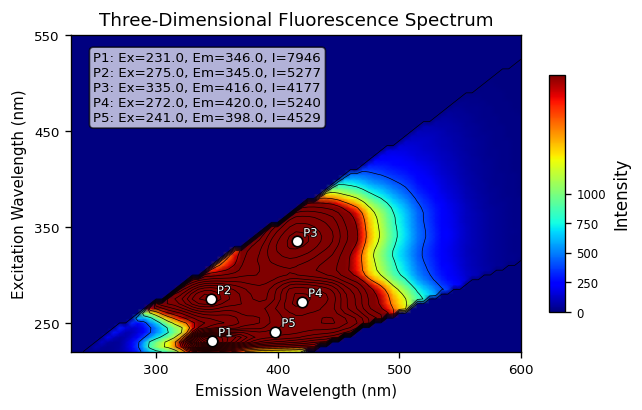 Three-Dimensional Fluorescence Spectrum
P1: Ex=231.0, Em=346.0, I=7946
P2: Ex=275.0, Em=345.0, I=5277
P3: Ex=335.0, Em=416.0, I=4177
P4: Ex=272.0, Em=420.0, I=5240
P5: Ex=241.0, Em=398.0, I=4529
550
450
350
250
Excitation Wavelength (nm)
P3
P2
P4
P5
P1
300
400
500
600
Emission Wavelength (nm)
1000
750
500
250
0
Intensity